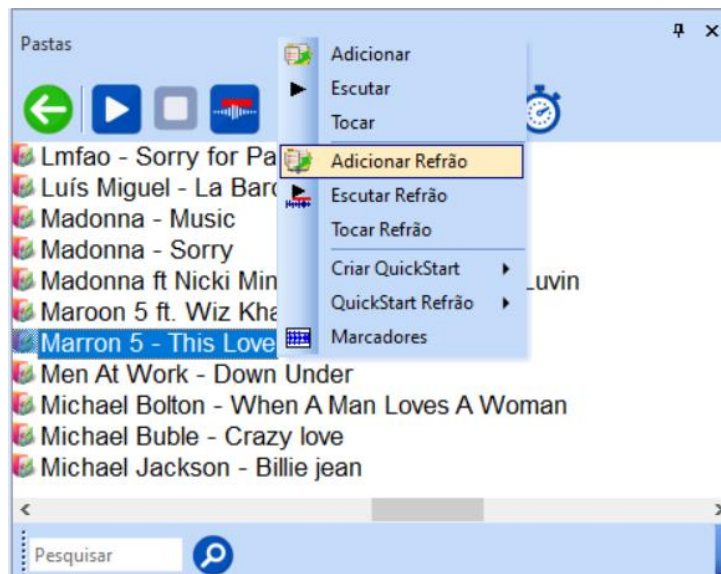 Pastas
Adicionar
Escutar
Tocar
Adicionar Refrão
Escutar Refrão
Tocar Refrão
Criar QuickStart
QuickStart Refrão
Marcadores
Lmfao - Sorry for Pa
Luís Miguel - La Barc
Madonna - Music
Madonna - Sorry
Madonna ft Nicki Min Luvin
Maroon 5 ft. Wiz Kha
Marron 5 - This Love
Men At Work - Down Under
Michael Bolton - When A Man Loves A Woman
Michael Buble - Crazy love
Michael Jackson - Billie jean
Pesquisar